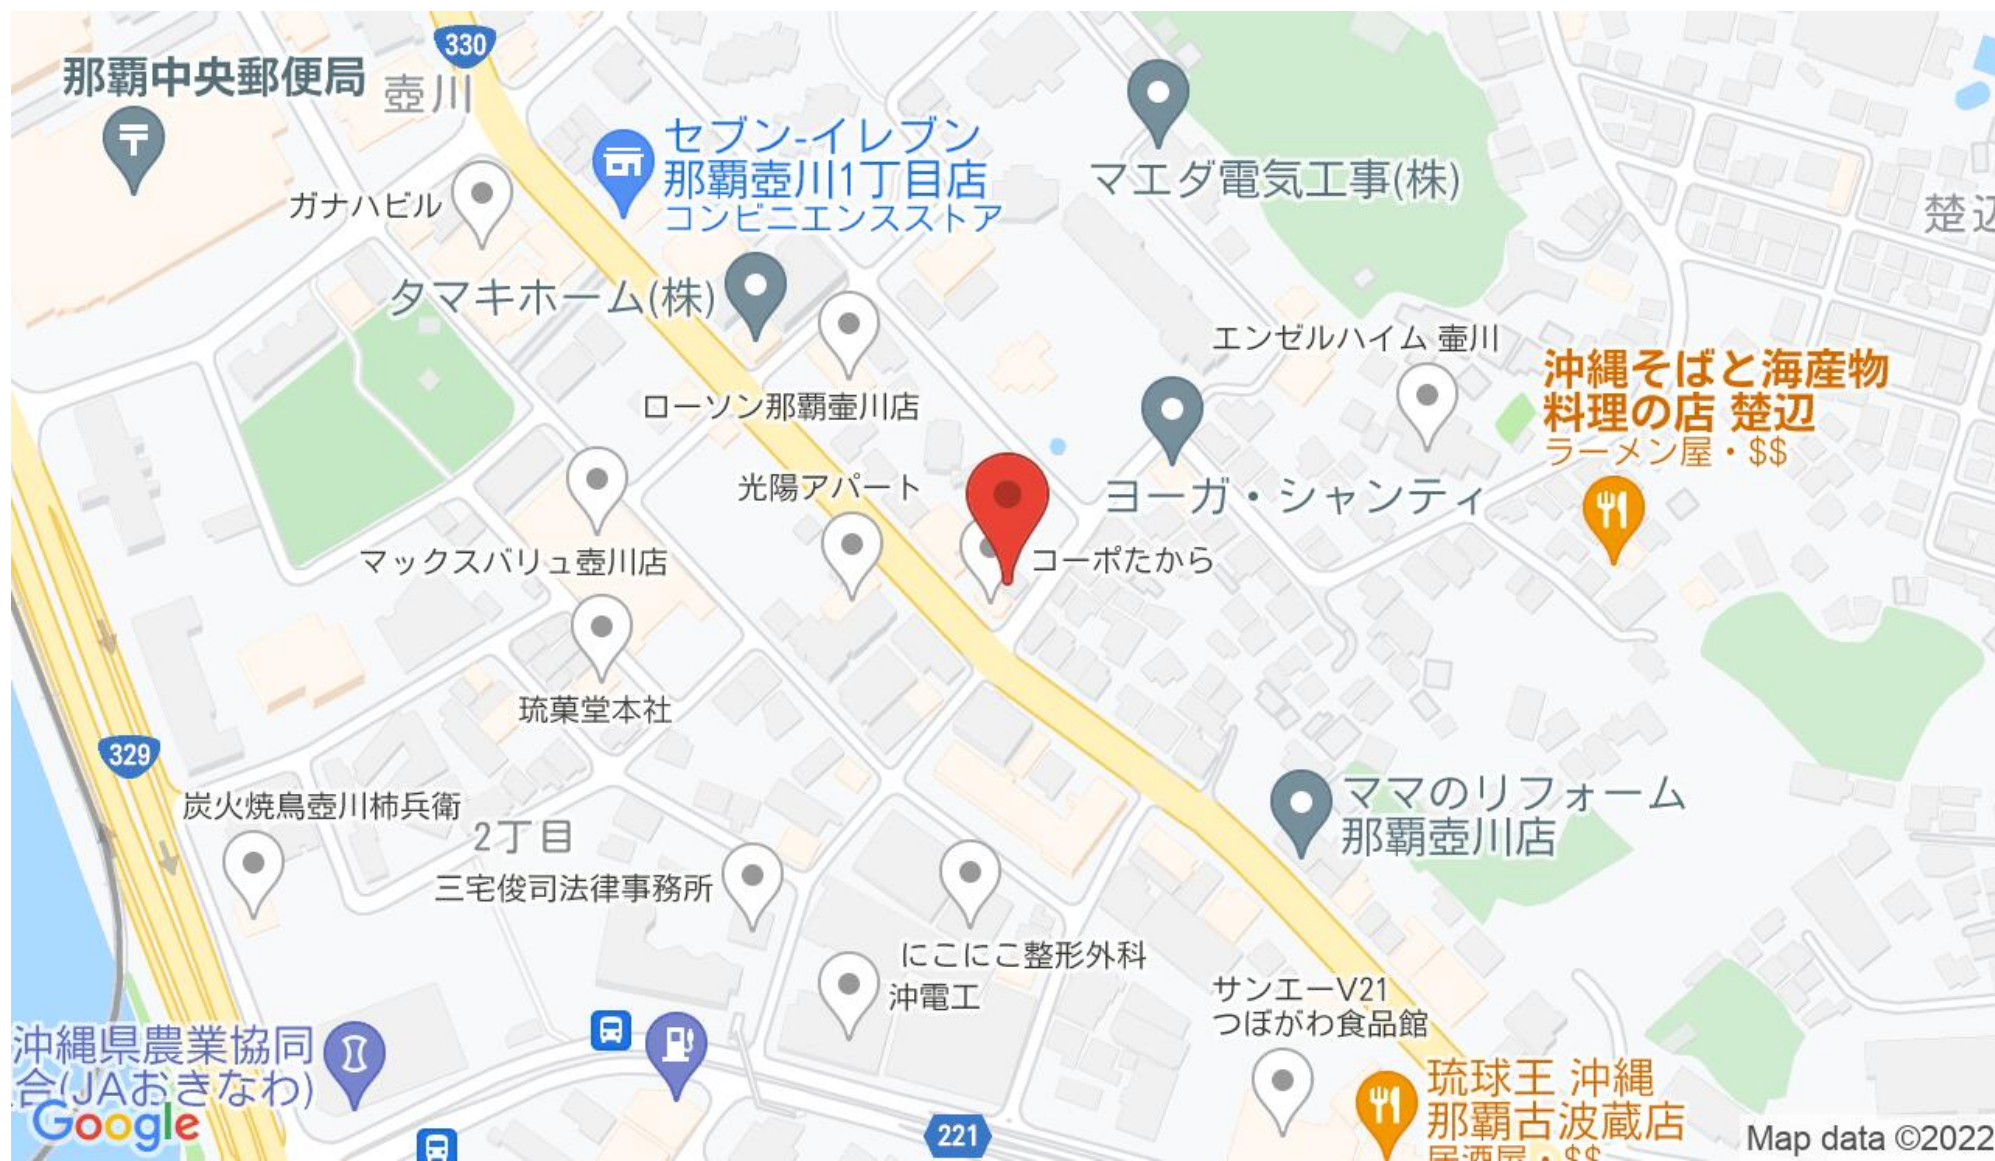 330
那覇中央郵便局
壺川
セブン-イレブン
那覇壺川1丁目店
コンビニエンスストア
マエダ電気工事(株)
ガナハビル
楚辺
タマキホーム(株)
エンゼルハイム 壷川
沖縄そばと海産物
料理の店 楚辺
ラーメン屋・$$
ローソン那覇壷川店
光陽アパート
ヨーガ・シャンティ
マックスバリュ壺川店
コーポたから
琉菓堂本社
329
炭火焼鳥壺川柿兵衛
2丁目
ママのリフォーム
那覇壺川店
三宅俊司法律事務所
にこにこ整形外科
沖電工
サンエーV21
つぼがわ食品館
沖縄県農業協同
合(JAおきなわ)
琉球王 沖縄
那覇古波蔵店
居酒屋・$$
221
Google
Map data ©2022